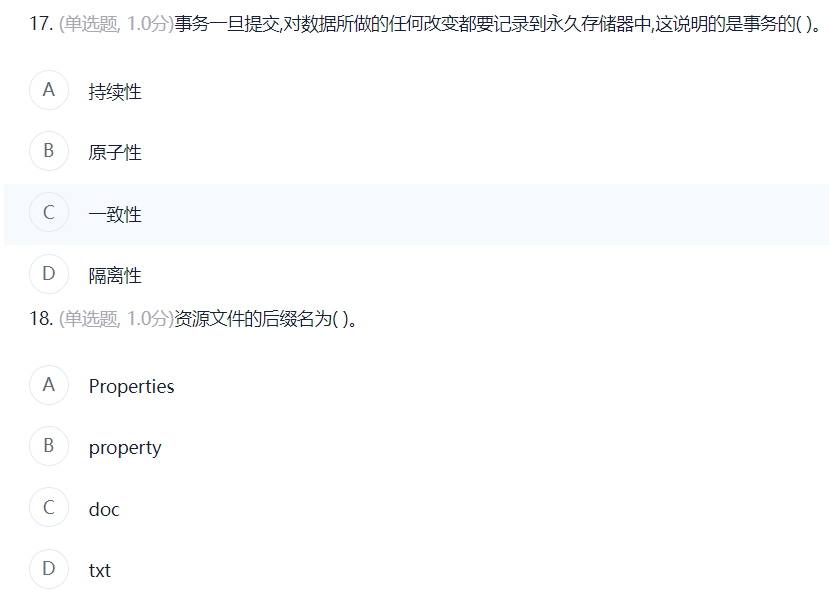 17. (单选题, 1.0分)事务一旦提交,对数据所做的任何改变都要记录到永久存储器中,这说明的是事务的( )。
A 持续性
B 原子性
C 一致性
D 隔离性
18. (单选题, 1.0分)资源文件的后缀名为( )。
A Properties
B property
C doc
D txt